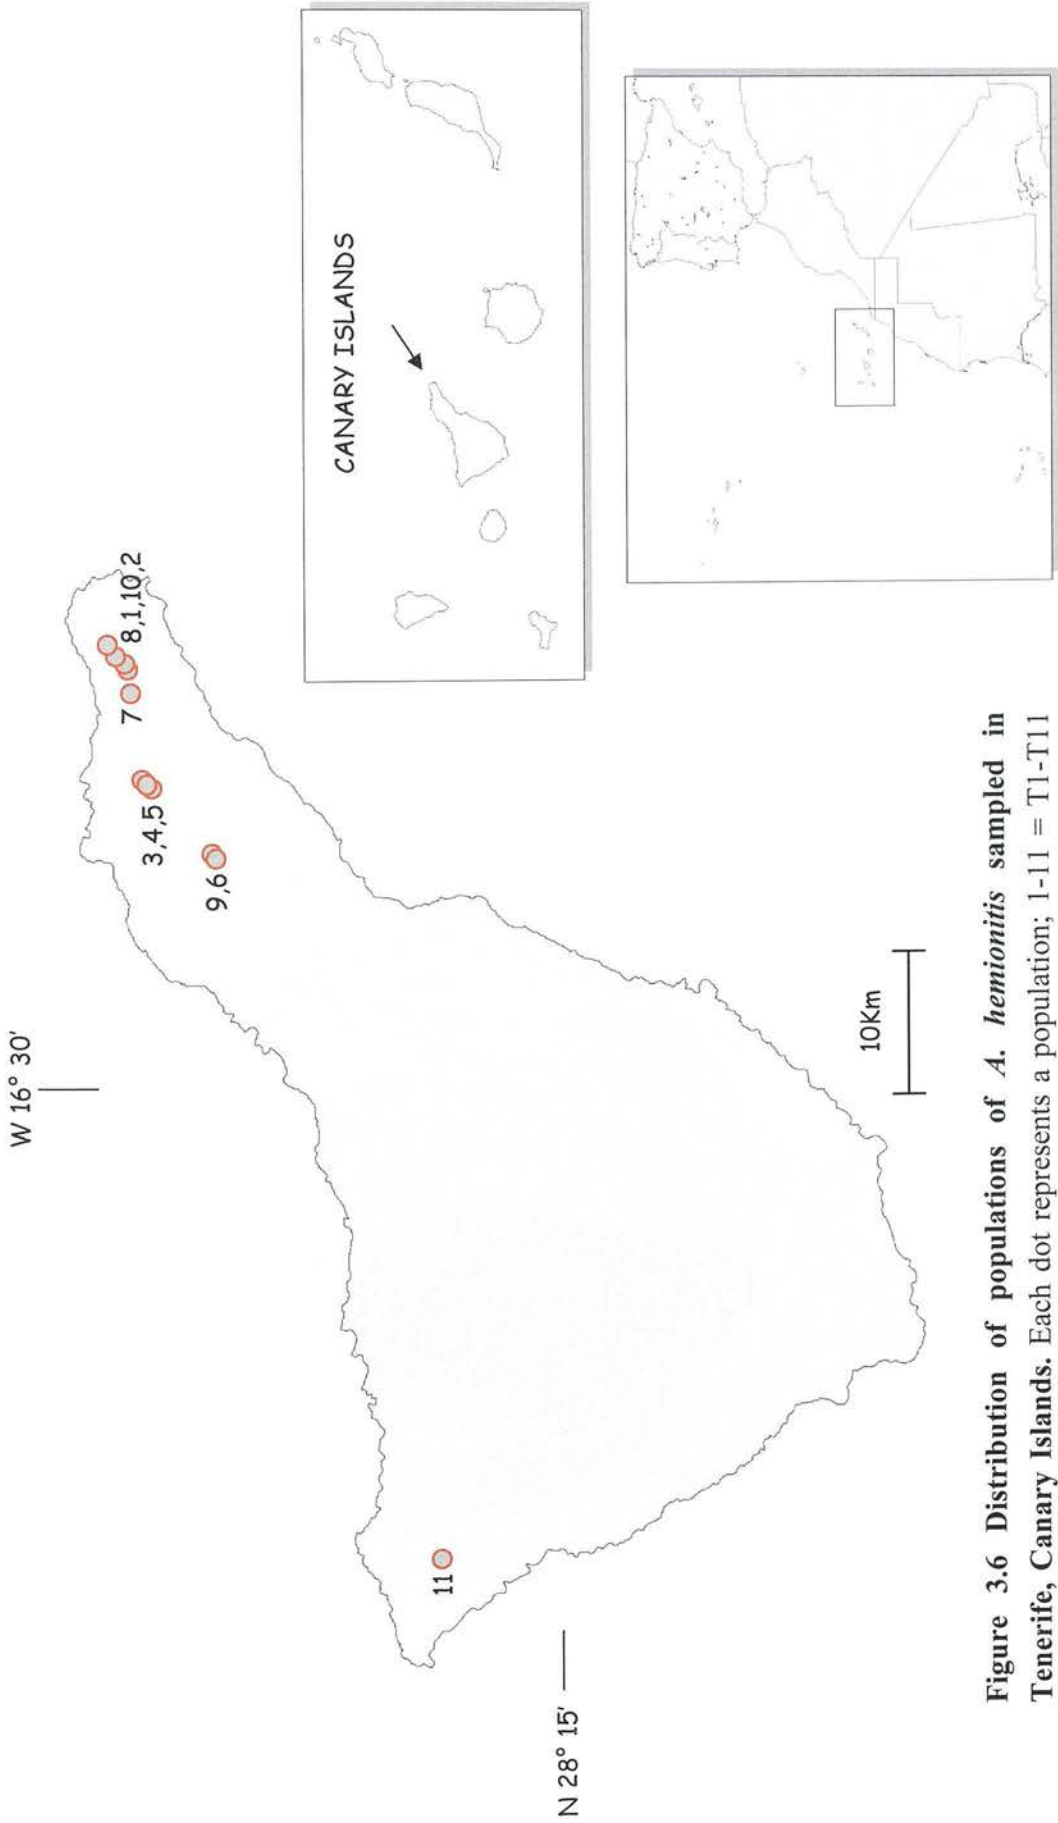 W 16° 30'
8,1,10,2
7
3,4,5
9,6
11
N 28° 15'
10Km
CANARY ISLANDS
Figure 3.6 Distribution of populations of A. hemionitis sampled in
Tenerife, Canary Islands. Each dot represents a population; 1-11 = T1-T11